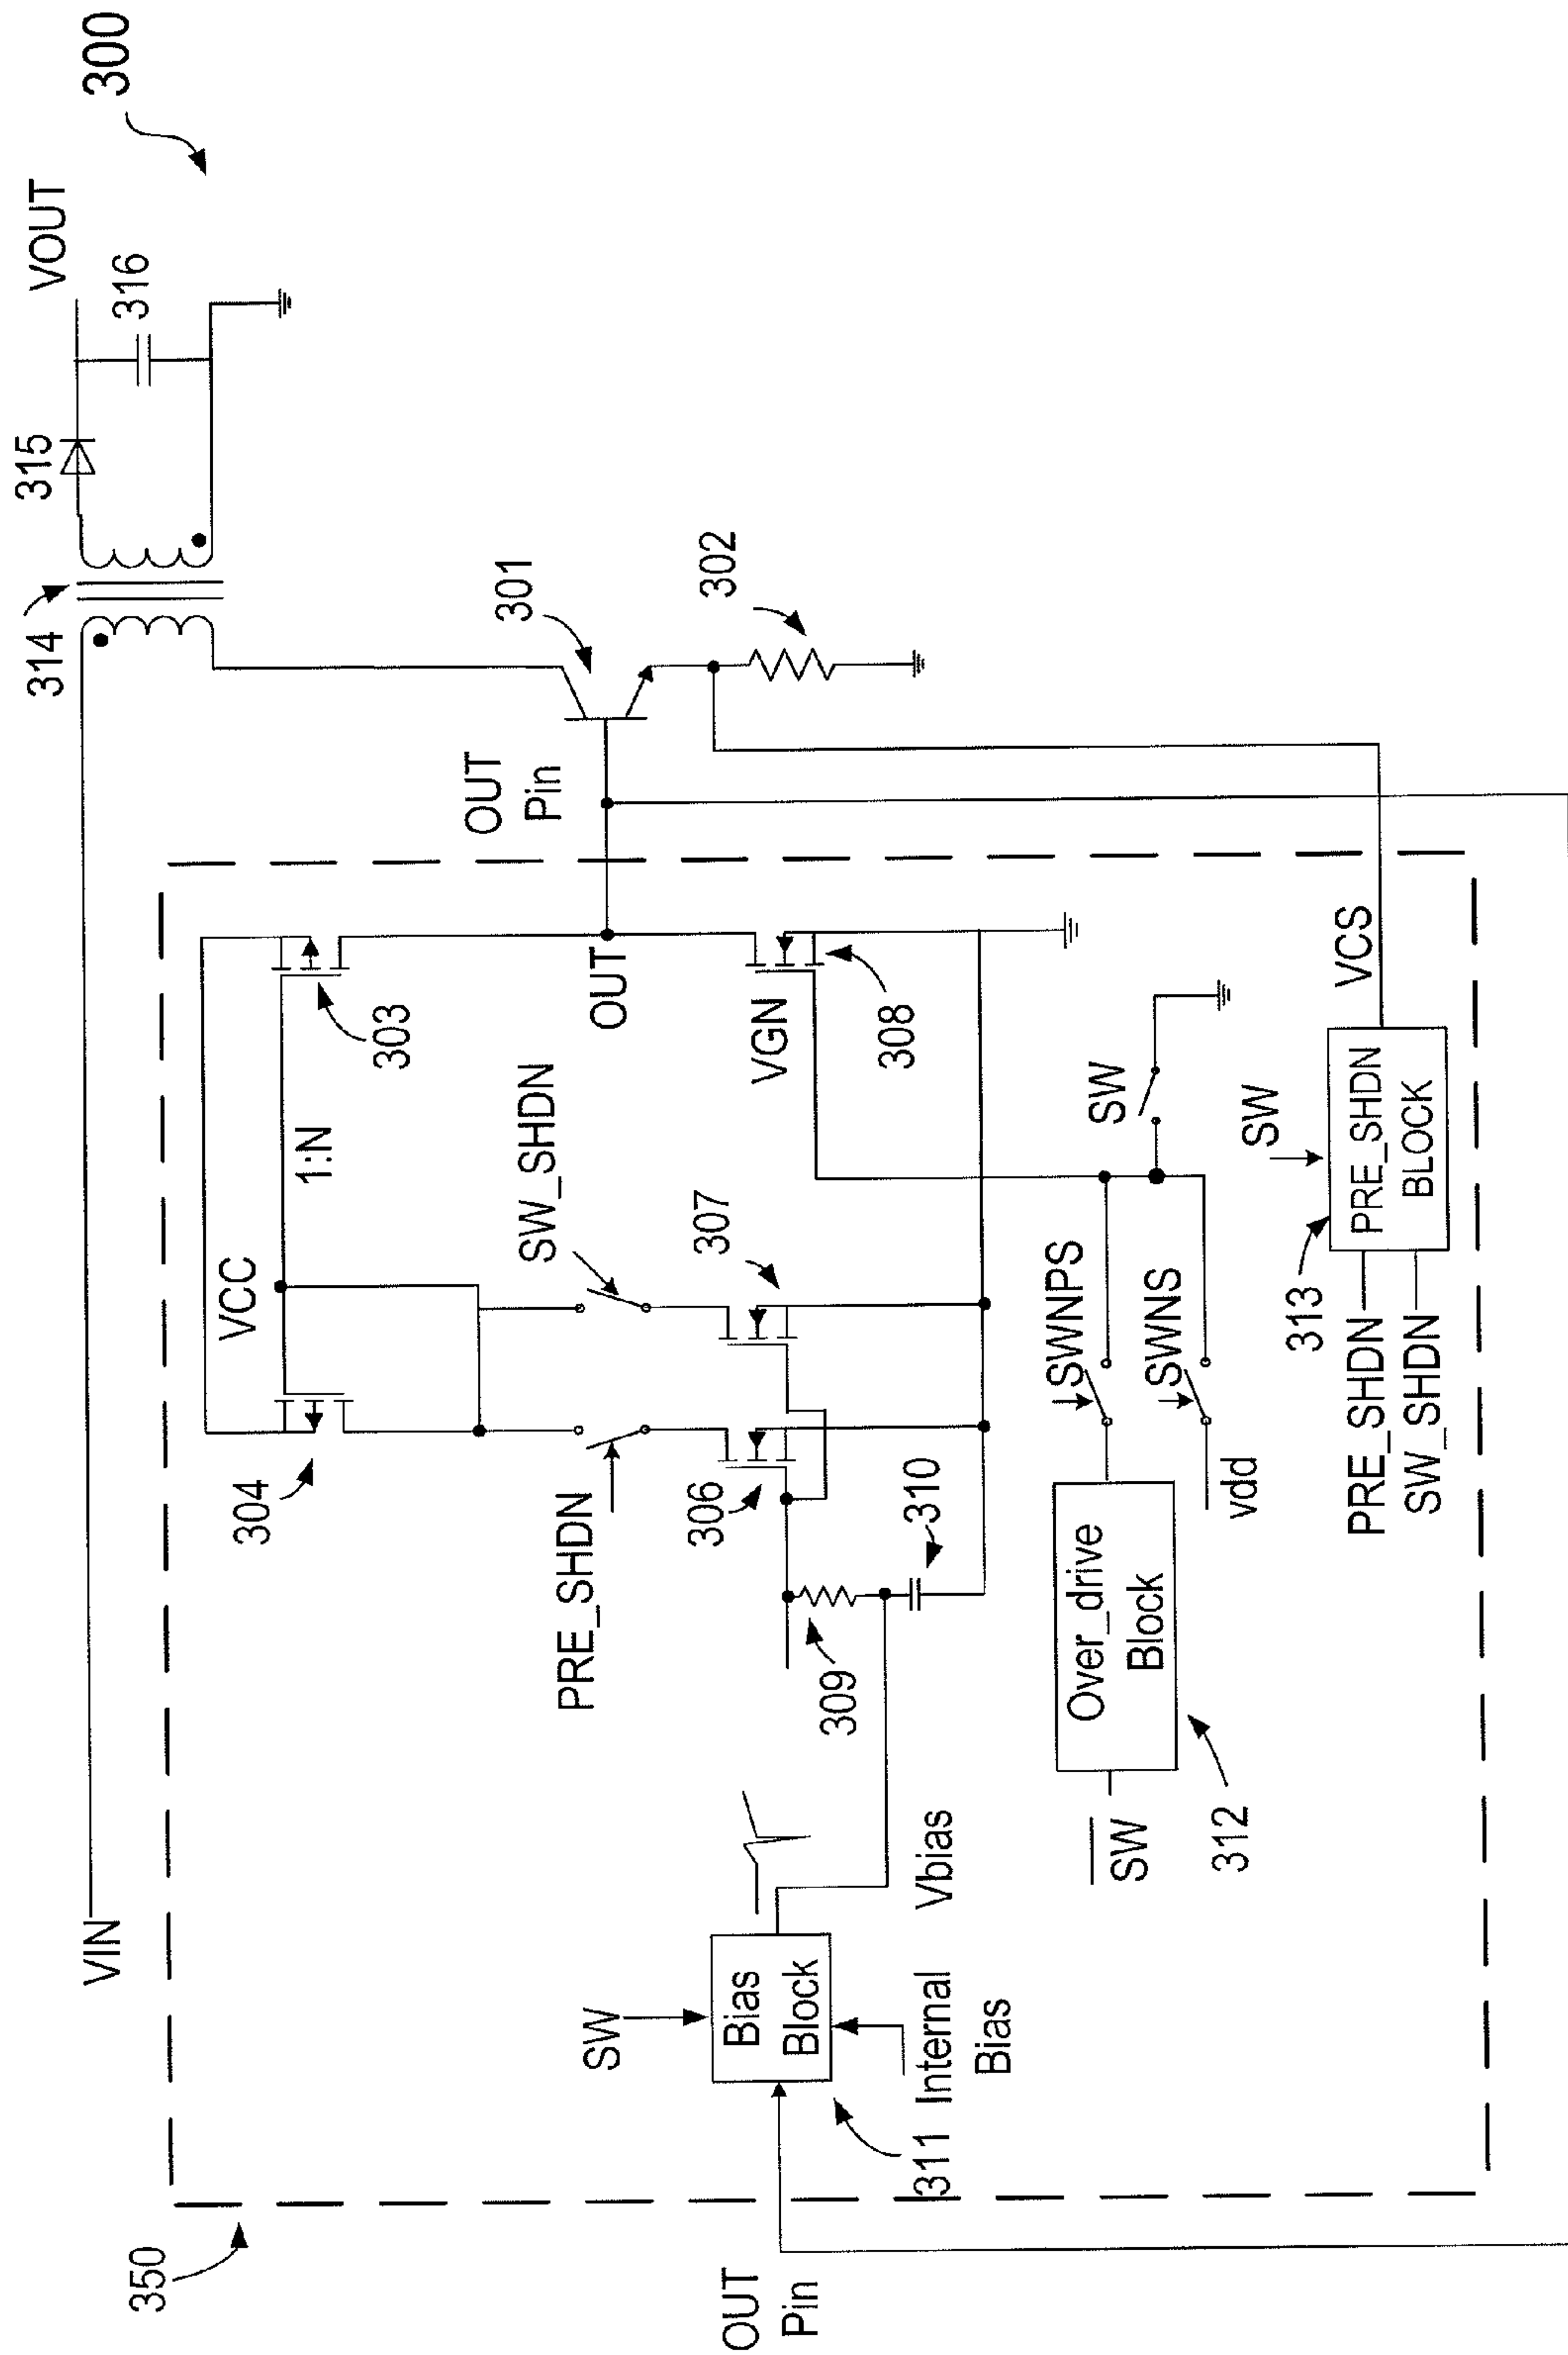 300
VOUT
316
315
314
VIN
301
302
OUT
Pin
303
1:N
VCC
304
OUT
SW_SHDN
307
VGN
308
PRE_SHDN
306
310
309
SW
SWNPS
SWNS
vdd
Over_drive
Block
SW
312
VCS
SW
PRE_SHDN
BLOCK
313
PRE_SHDN
SW_SHDN
Vbias
SW
Bias
Block
Internal
Bias
311
350
OUT
Pin